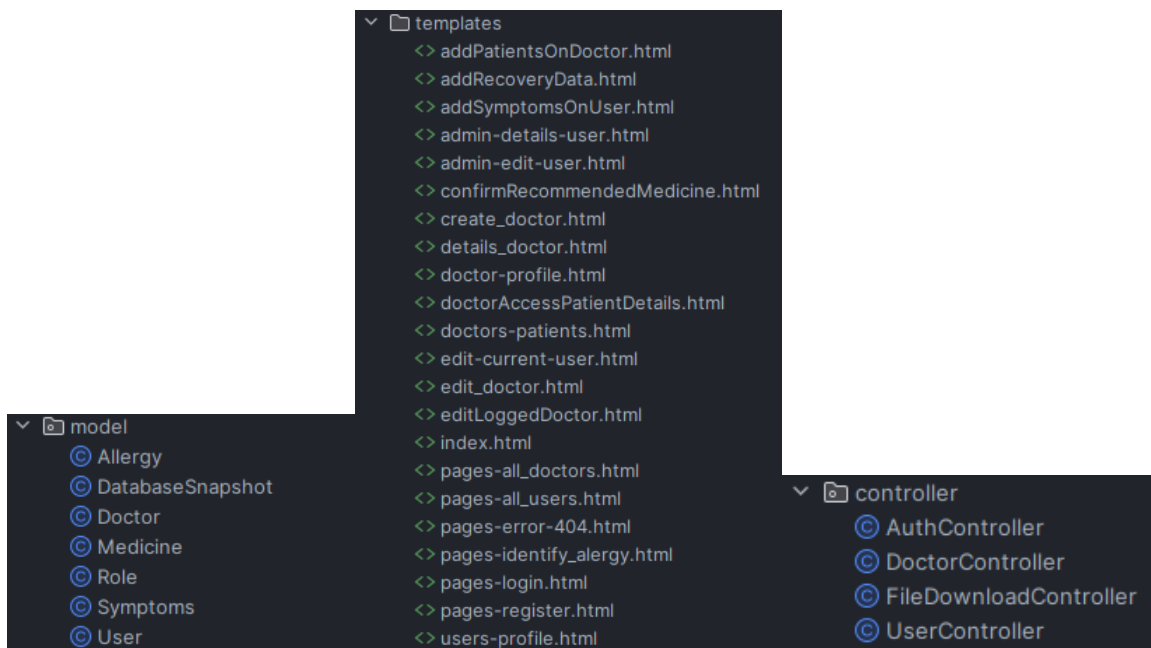 model
Allergy
DatabaseSnapshot
Doctor
Medicine
Role
Symptoms
User
templates
addPatientsOnDoctor.html
addRecoveryData.html
addSymptomsOnUser.html
admin-details-user.html
admin-edit-user.html
confirmRecommendedMedicine.html
create_doctor.html
details_doctor.html
doctor-profile.html
doctorAccessPatientDetails.html
doctors-patients.html
edit-current-user.html
edit_doctor.html
editLoggedDoctor.html
index.html
pages-all_doctors.html
pages-all_users.html
pages-error-404.html
pages-identify_alergy.html
pages-login.html
pages-register.html
users-profile.html
controller
AuthController
DoctorController
FileDownloadController
UserController